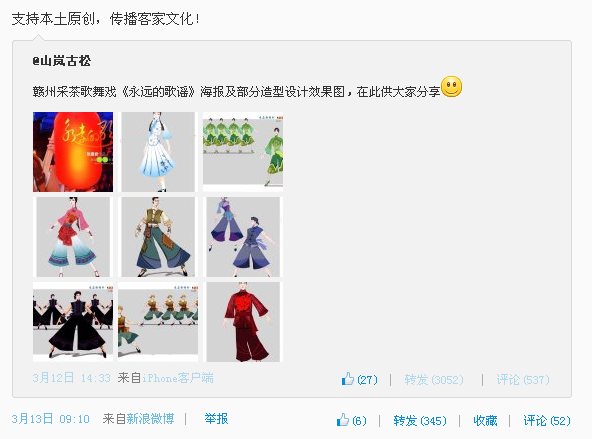 支持本土原创，传播客家文化！
@山岚古松
赣州采茶歌舞戏《永远的歌谣》海报及部分造型设计效果图，在此供大家分享
3月12日 14:33 来自iPhone客户端 (27) | 转发(3052) | 评论(537)
3月13日 09:10 来自新浪微博 | 举报 (6) | 转发(345) | 收藏 | 评论(52)